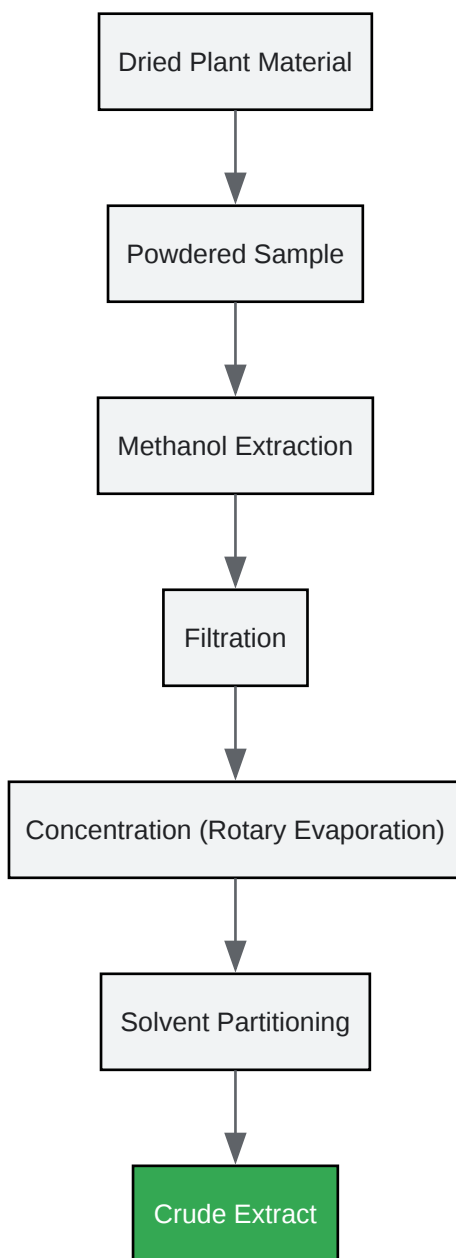 Dried Plant Material
Powdered Sample
Methanol Extraction
Filtration
Concentration (Rotary Evaporation)
Solvent Partitioning
Crude Extract